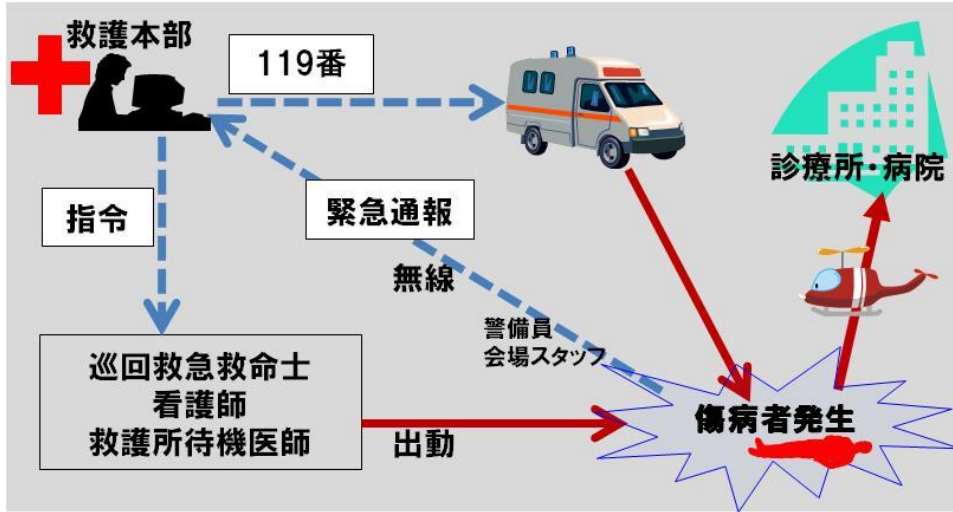 救護本部
119番
診療所・病院
指令
緊急通報
無線
警備員
会場スタッフ
巡回救急救命士
看護師
救護所待機医師
出動
傷病者発生